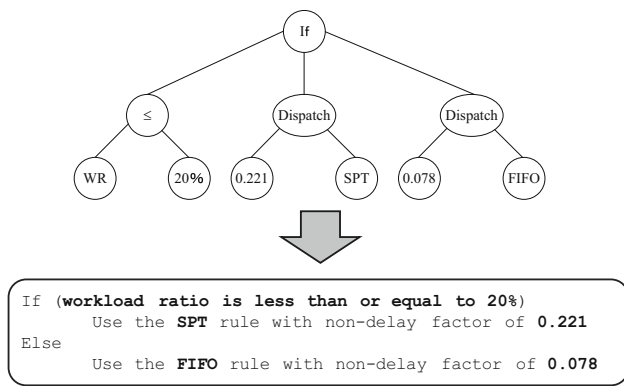 If
≤ Dispatch Dispatch
WR 20% 0.221 SPT 0.078 FIFO
If (workload ratio is less than or equal to 20%)
Use the SPT rule with non-delay factor of 0.221
Else
Use the FIFO rule with non-delay factor of 0.078